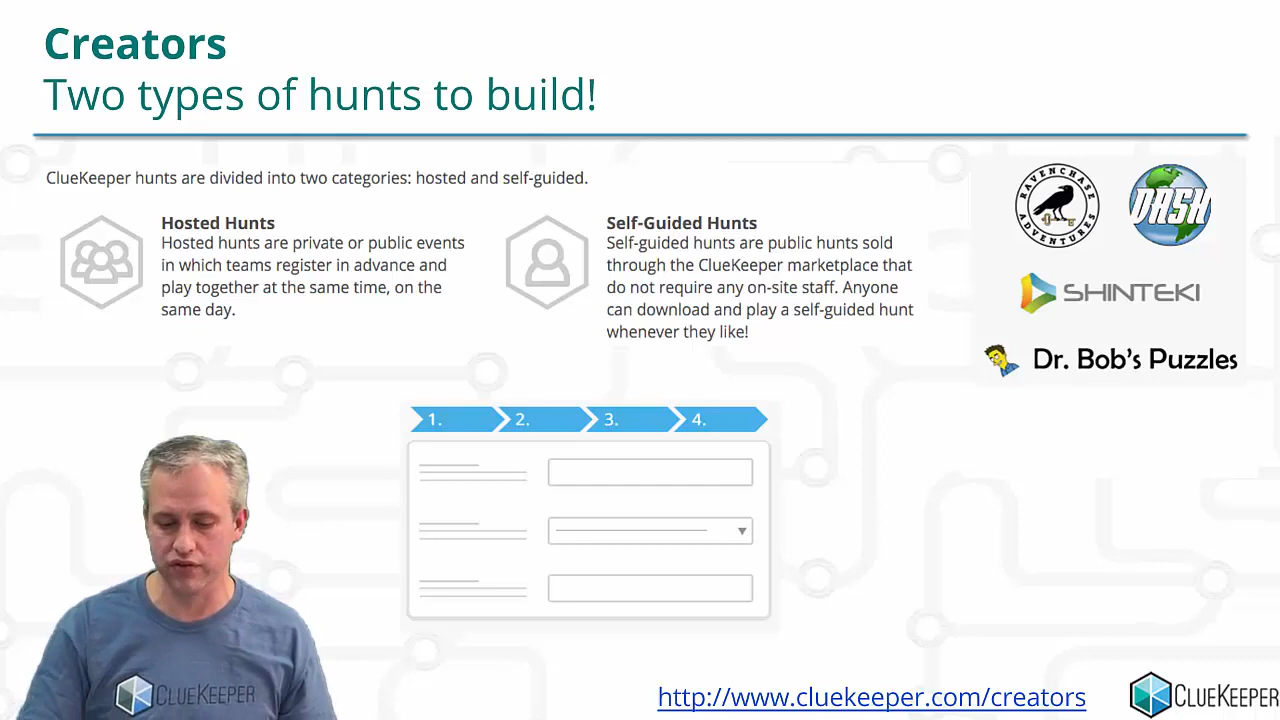 Creators
Two types of hunts to build!
ClueKeeper hunts are divided into two categories: hosted and self-guided.
Hosted Hunts
Hosted hunts are private or public events
in which teams register in advance and
play together at the same time, on the
same day.
Self-Guided Hunts
Self-guided hunts are public hunts sold
through the ClueKeeper marketplace that
do not require any on-site staff. Anyone
can download and play a self-guided hunt
whenever they like!
RAVENCHASE
ADVENTURES
DASH
SHINTEKI
Dr. Bob's Puzzles
1. 2. 3. 4.
CLUEKEEPER
http://www.cluekeeper.com/creators
CLUEKEEPER